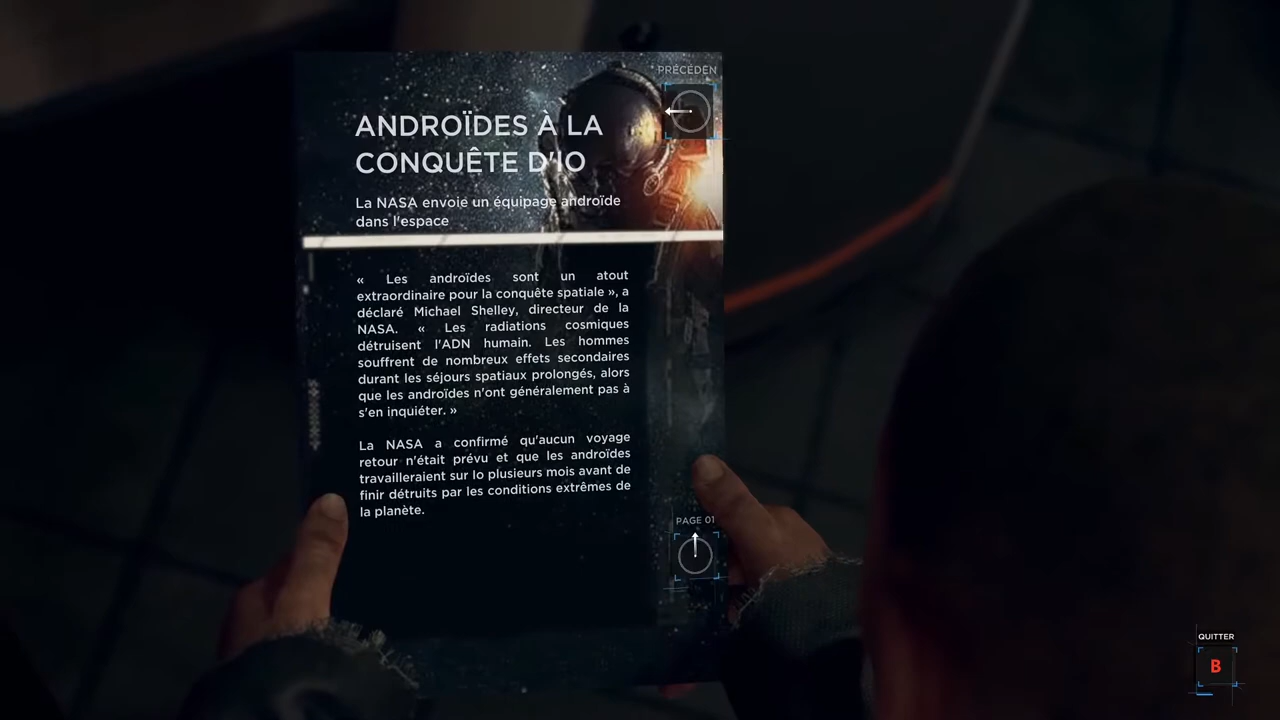 PRÉCÉDEN
ANDROÏDES À LA
CONQUÊTE D'IO
La NASA envoie un équipage androïde
dans l'espace
« Les androïdes sont un atout
extraordinaire pour la conquête spatiale », a
déclaré Michael Shelley, directeur de la
NASA. « Les radiations cosmiques
détruisent l'ADN humain. Les hommes
souffrent de nombreux effets secondaires
durant les séjours spatiaux prolongés, alors
que les androïdes n'ont généralement pas à
s'en inquiéter. »
La NASA a confirmé qu'aucun voyage
retour n'était prévu et que les androïdes
travailleraient sur Io plusieurs mois avant de
finir détruits par les conditions extrêmes de
la planète.
PAGE 01
QUITTER
B